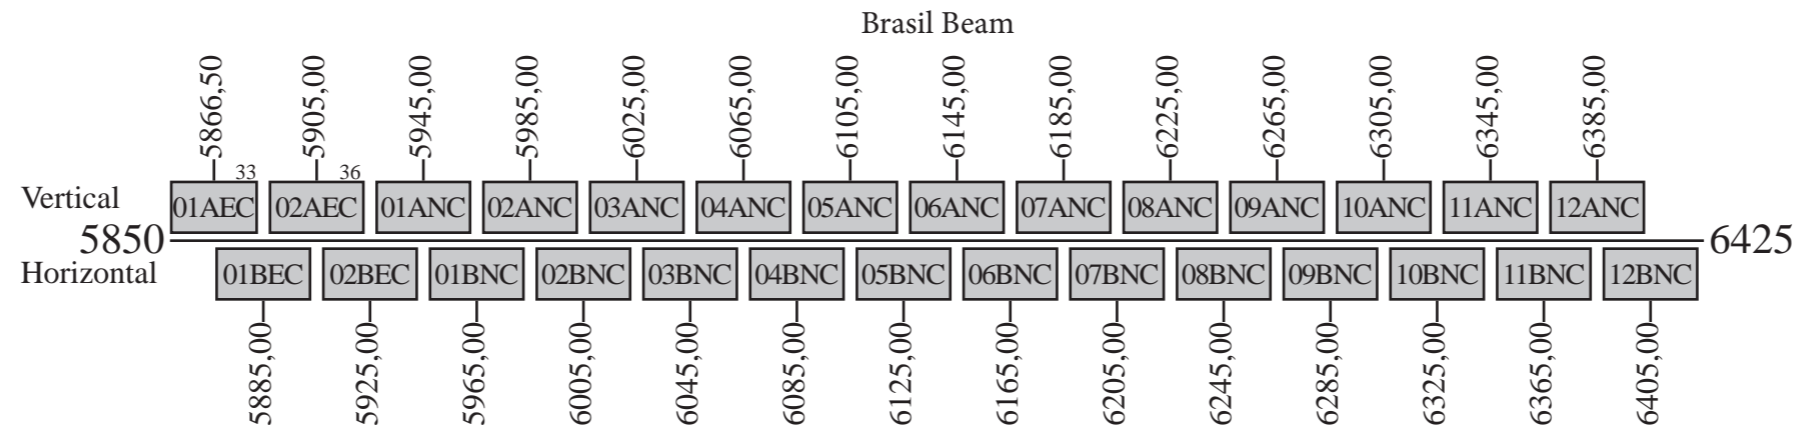 Brasil Beam
5866,50 5905,00 5945,00 5985,00 6025,00 6065,00 6105,00 6145,00 6185,00 6225,00 6265,00 6305,00 6345,00 6385,00
33 36
Vertical 01AEC 02AEC 01ANC 02ANC 03ANC 04ANC 05ANC 06ANC 07ANC 08ANC 09ANC 10ANC 11ANC 12ANC
5850 6425
Horizontal 01BEC 02BEC 01BNC 02BNC 03BNC 04BNC 05BNC 06BNC 07BNC 08BNC 09BNC 10BNC 11BNC 12BNC
5885,00 5925,00 5965,00 6005,00 6045,00 6085,00 6125,00 6165,00 6205,00 6245,00 6285,00 6325,00 6365,00 6405,00